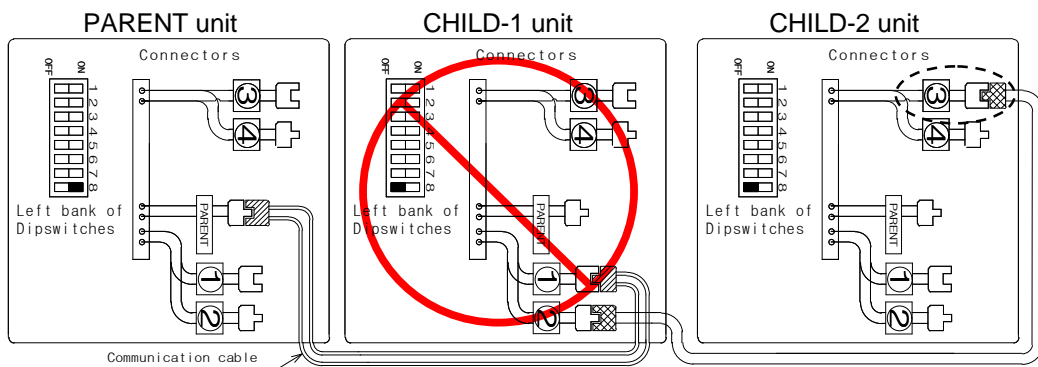 PARENT unit
CHILD-1 unit
CHILD-2 unit
Connectors
OFF
ON
1
2
3
4
5
6
7
8
3
4
Left bank of
Dipswitches
PARENT
1
2
Communication cable
Connectors
OFF
ON
1
2
3
4
5
6
7
8
3
4
Left bank of
Dipswitches
PARENT
1
2
Connectors
OFF
ON
1
2
3
4
5
6
7
8
3
4
Left bank of
Dipswitches
PARENT
1
2